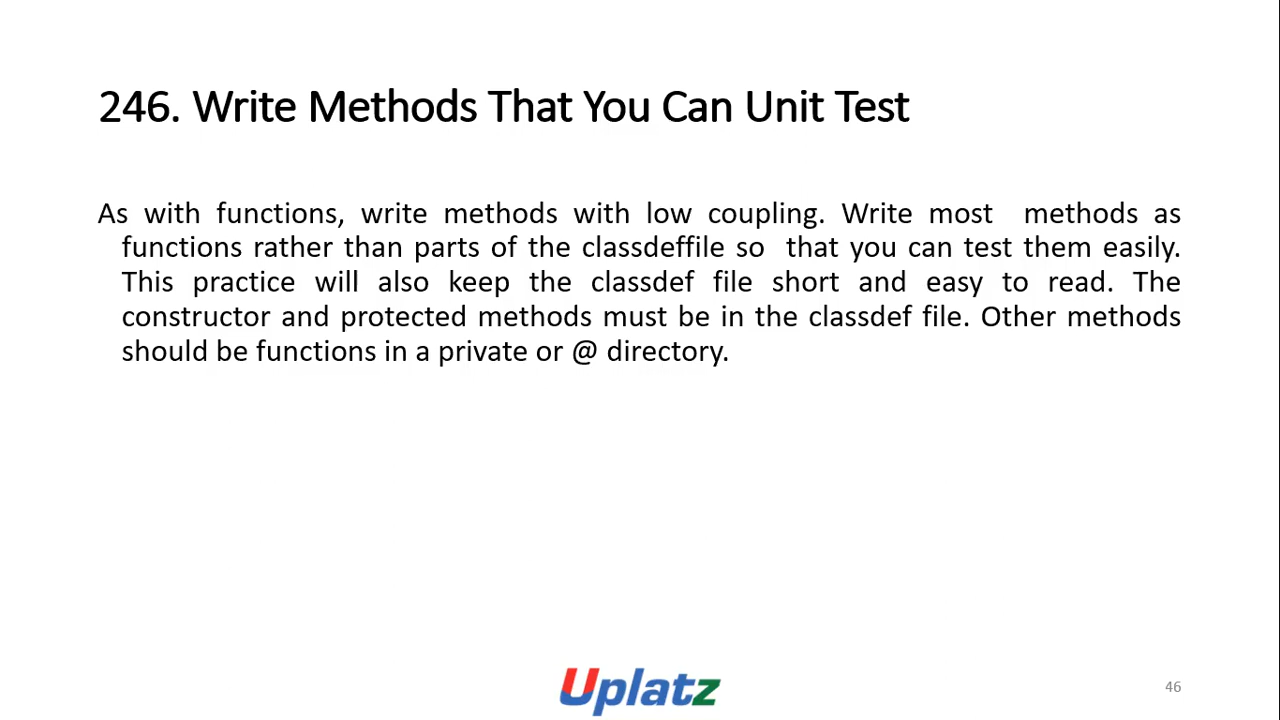 246. Write Methods That You Can Unit Test
As with functions, write methods with low coupling. Write most methods as
functions rather than parts of the classdeffile so that you can test them easily.
This practice will also keep the classdef file short and easy to read. The
constructor and protected methods must be in the classdef file. Other methods
should be functions in a private or @ directory.
Uplatz
46